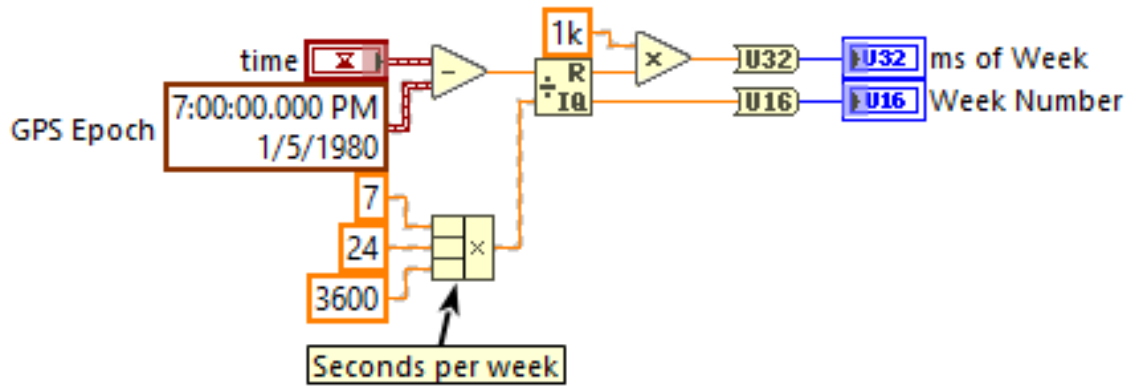 1k
time
−
÷ R
IQ
×
U32
U32
ms of Week
U16
U16
Week Number
GPS Epoch
7:00:00.000 PM
1/5/1980
7
24
×
3600
Seconds per week